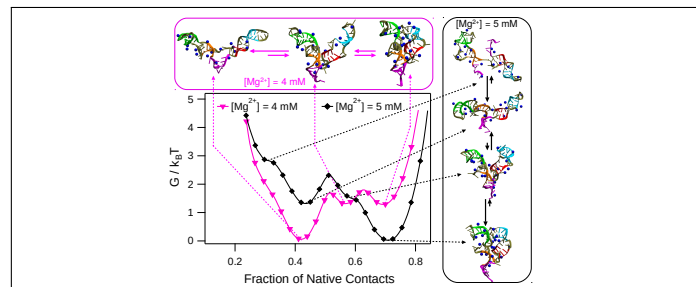 [Mg2+] = 5 mM
[Mg2+] = 4 mM
[Mg2+] = 4 mM
[Mg2+] = 5 mM
5
4
3
2
1
0
G / kBT
0.2
0.4
0.6
0.8
Fraction of Native Contacts